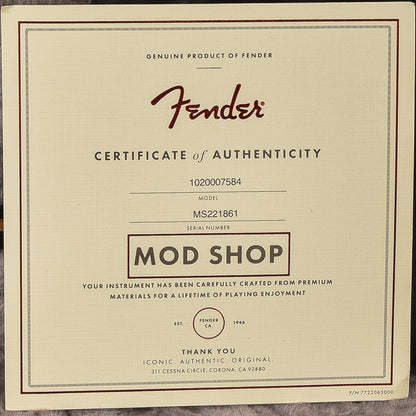 GENUINE PRODUCT OF FENDER
Fender®
CERTIFICATE of AUTHENTICITY
1020007584
MODEL
MS221861
SERIAL NUMBER
MOD SHOP
YOUR INSTRUMENT HAS BEEN CAREFULLY CRAFTED FROM PREMIUM
MATERIALS FOR A LIFETIME OF PLAYING ENJOYMENT
EST. FENDER CA. 1946
THANK YOU
ICONIC. AUTHENTIC. ORIGINAL.
311 CESSNA CIRCLE, CORONA, CA 92880
P/N 7723063000